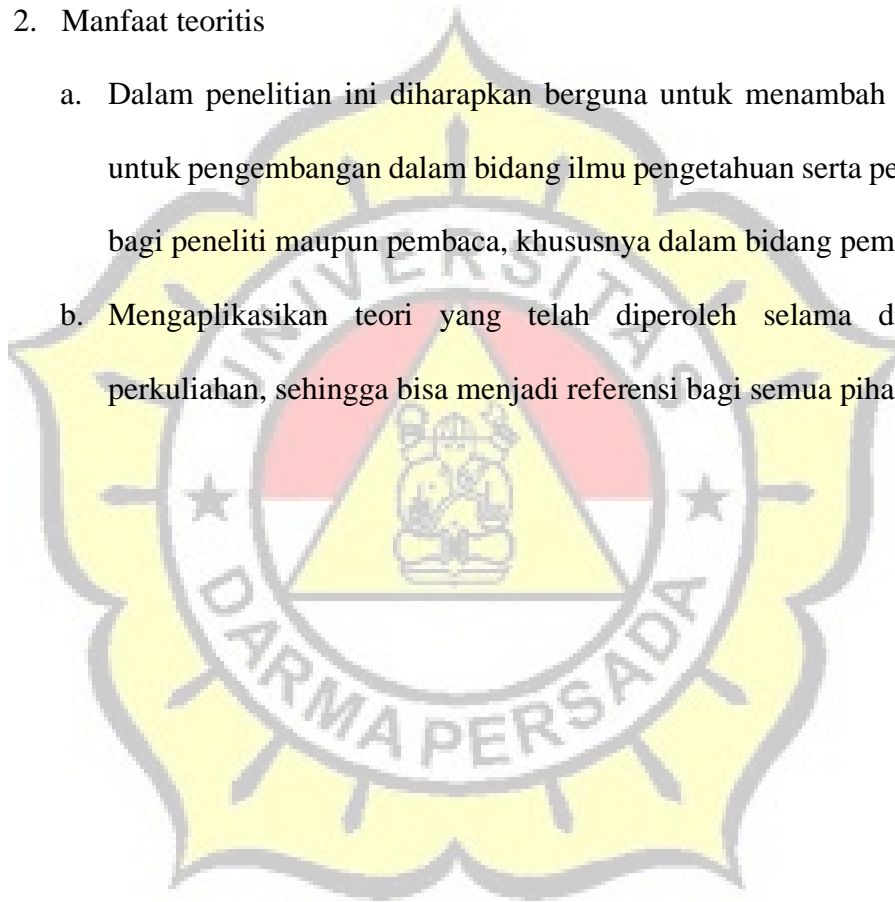 2. Manfaat teoritis
a. Dalam penelitian ini diharapkan berguna untuk menambah
untuk pengembangan dalam bidang ilmu pengetahuan serta pe
bagi peneliti maupun pembaca, khususnya dalam bidang pem
b. Mengaplikasikan teori yang telah diperoleh selama d
perkuliahan, sehingga bisa menjadi referensi bagi semua piha
UNIVERSITAS
DARMA PERSADA